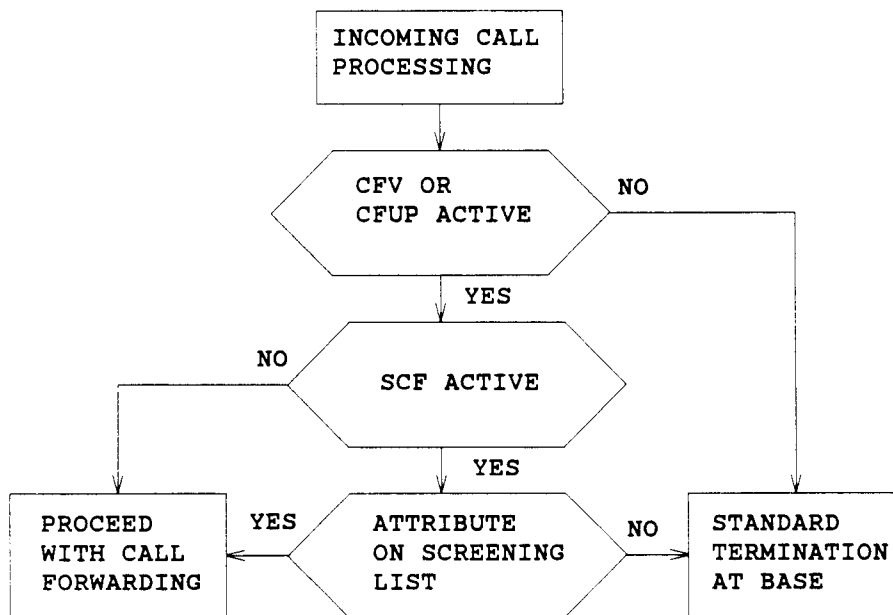 INCOMING CALL
PROCESSING
CFV OR
CFUP ACTIVE
NO
YES
NO
SCF ACTIVE
YES
PROCEED
WITH CALL
FORWARDING
YES
ATTRIBUTE
ON SCREENING
LIST
NO
STANDARD
TERMINATION
AT BASE